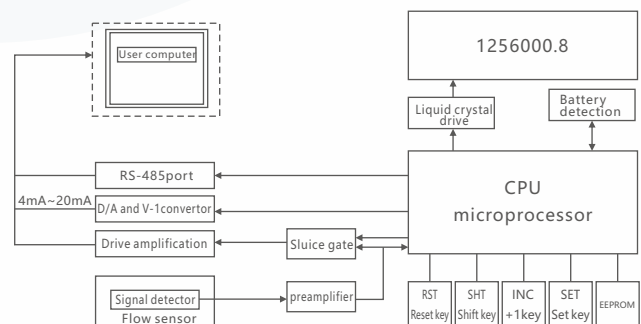 1256000.8
User computer
Liquid crystal
drive
Battery
detection
RS-485port
CPU
microprocessor
4mA~20mA
D/A and V-1convertor
Drive amplification
Sluice gate
Signal detector
preamplifier
Flow sensor
RST
Reset key
SHT
Shift key
INC
+1key
SET
Set key
EEPROM